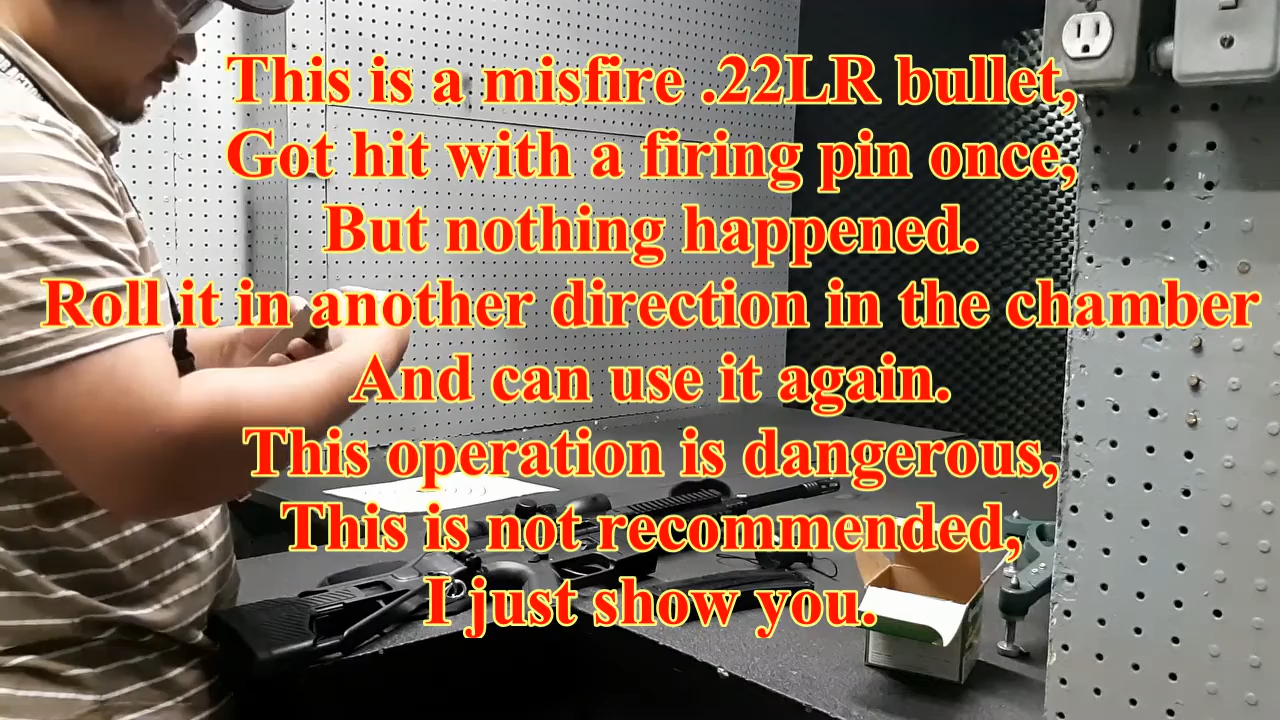 This is a misfire .22LR bullet,
Got hit with a firing pin once,
But nothing happened.
Roll it in another direction in the chamber
And can use it again.
This operation is dangerous,
This is not recommended,
I just show you.